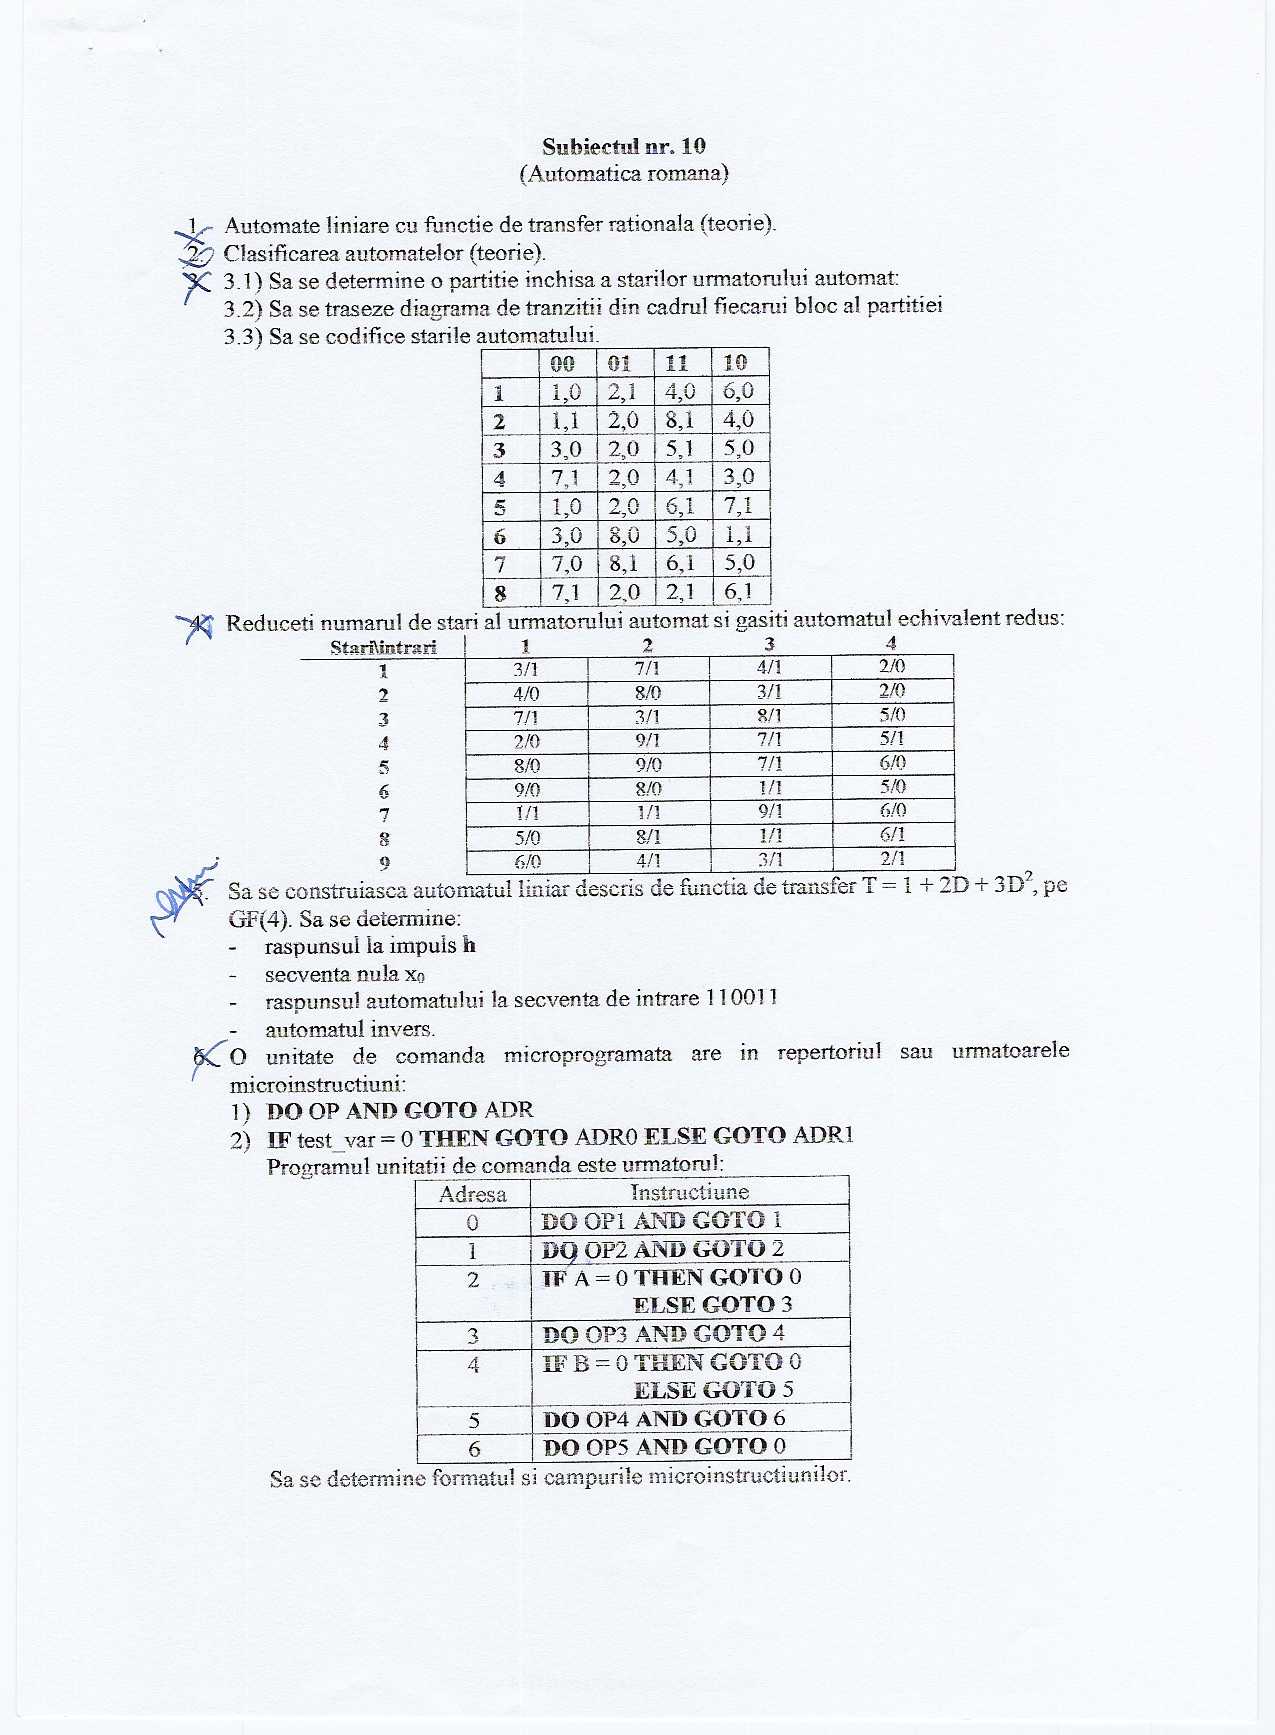 Subiectul nr. 10
(Automatica romana)
1. Automate liniare cu functie de transfer rationala (teorie).
2. Clasificarea automatelor (teorie).
3. 3.1) Sa se determine o partitie inchisa a starilor urmatorului automat:
3.2) Sa se traseze diagrama de tranzitii din cadrul fiecarui bloc al partitiei
3.3) Sa se codifice starile automatului.
00 01 11 10
1 1,0 2,1 4,0 6,0
2 1,1 2,0 8,1 4,0
3 3,0 2,0 5,1 5,0
4 7,1 2,0 4,1 3,0
5 1,0 2,0 6,1 7,1
6 3,0 8,0 5,0 1,1
7 7,0 8,1 6,1 5,0
8 7,1 2,0 2,1 6,1
4. Reduceti numarul de stari al urmatorului automat si gasiti automatul echivalent redus:
Stari\intrari 1 2 3 4
1 3/1 7/1 4/1 2/0
2 4/0 8/0 3/1 2/0
3 7/1 3/1 8/1 5/0
4 2/0 9/1 7/1 5/1
5 8/0 9/0 7/1 6/0
6 9/0 8/0 1/1 5/0
7 1/1 1/1 9/1 6/0
8 5/0 8/1 1/1 6/1
9 6/0 4/1 3/1 2/1
5. Sa se construiasca automatul liniar descris de functia de transfer T = 1 + 2D + 3D², pe
GF(4). Sa se determine:
- raspunsul la impuls h
- secventa nula x₀
- raspunsul automatului la secventa de intrare 110011
- automatul invers.
6. O unitate de comanda microprogramata are in repertoriul sau urmatoarele
microinstructiuni:
1) DO OP AND GOTO ADR
2) IF test_var = 0 THEN GOTO ADR0 ELSE GOTO ADR1
Programul unitatii de comanda este urmatorul:
Adresa Instructiune
0 DO OP1 AND GOTO 1
1 DO OP2 AND GOTO 2
2 IF A = 0 THEN GOTO 0
ELSE GOTO 3
3 DO OP3 AND GOTO 4
4 IF B = 0 THEN GOTO 0
ELSE GOTO 5
5 DO OP4 AND GOTO 6
6 DO OP5 AND GOTO 0
Sa se determine formatul si campurile microinstructiunilor.